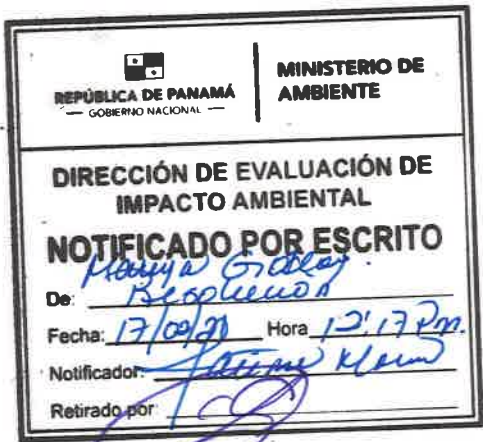 REPÚBLICA DE PANAMÁ
— GOBIERNO NACIONAL —
MINISTERIO DE
AMBIENTE
DIRECCIÓN DE EVALUACIÓN DE
IMPACTO AMBIENTAL
NOTIFICADO POR ESCRITO
De:
Fecha: 17/09/20 Hora 12:17 Pm.
Notificador:
Retirado por: